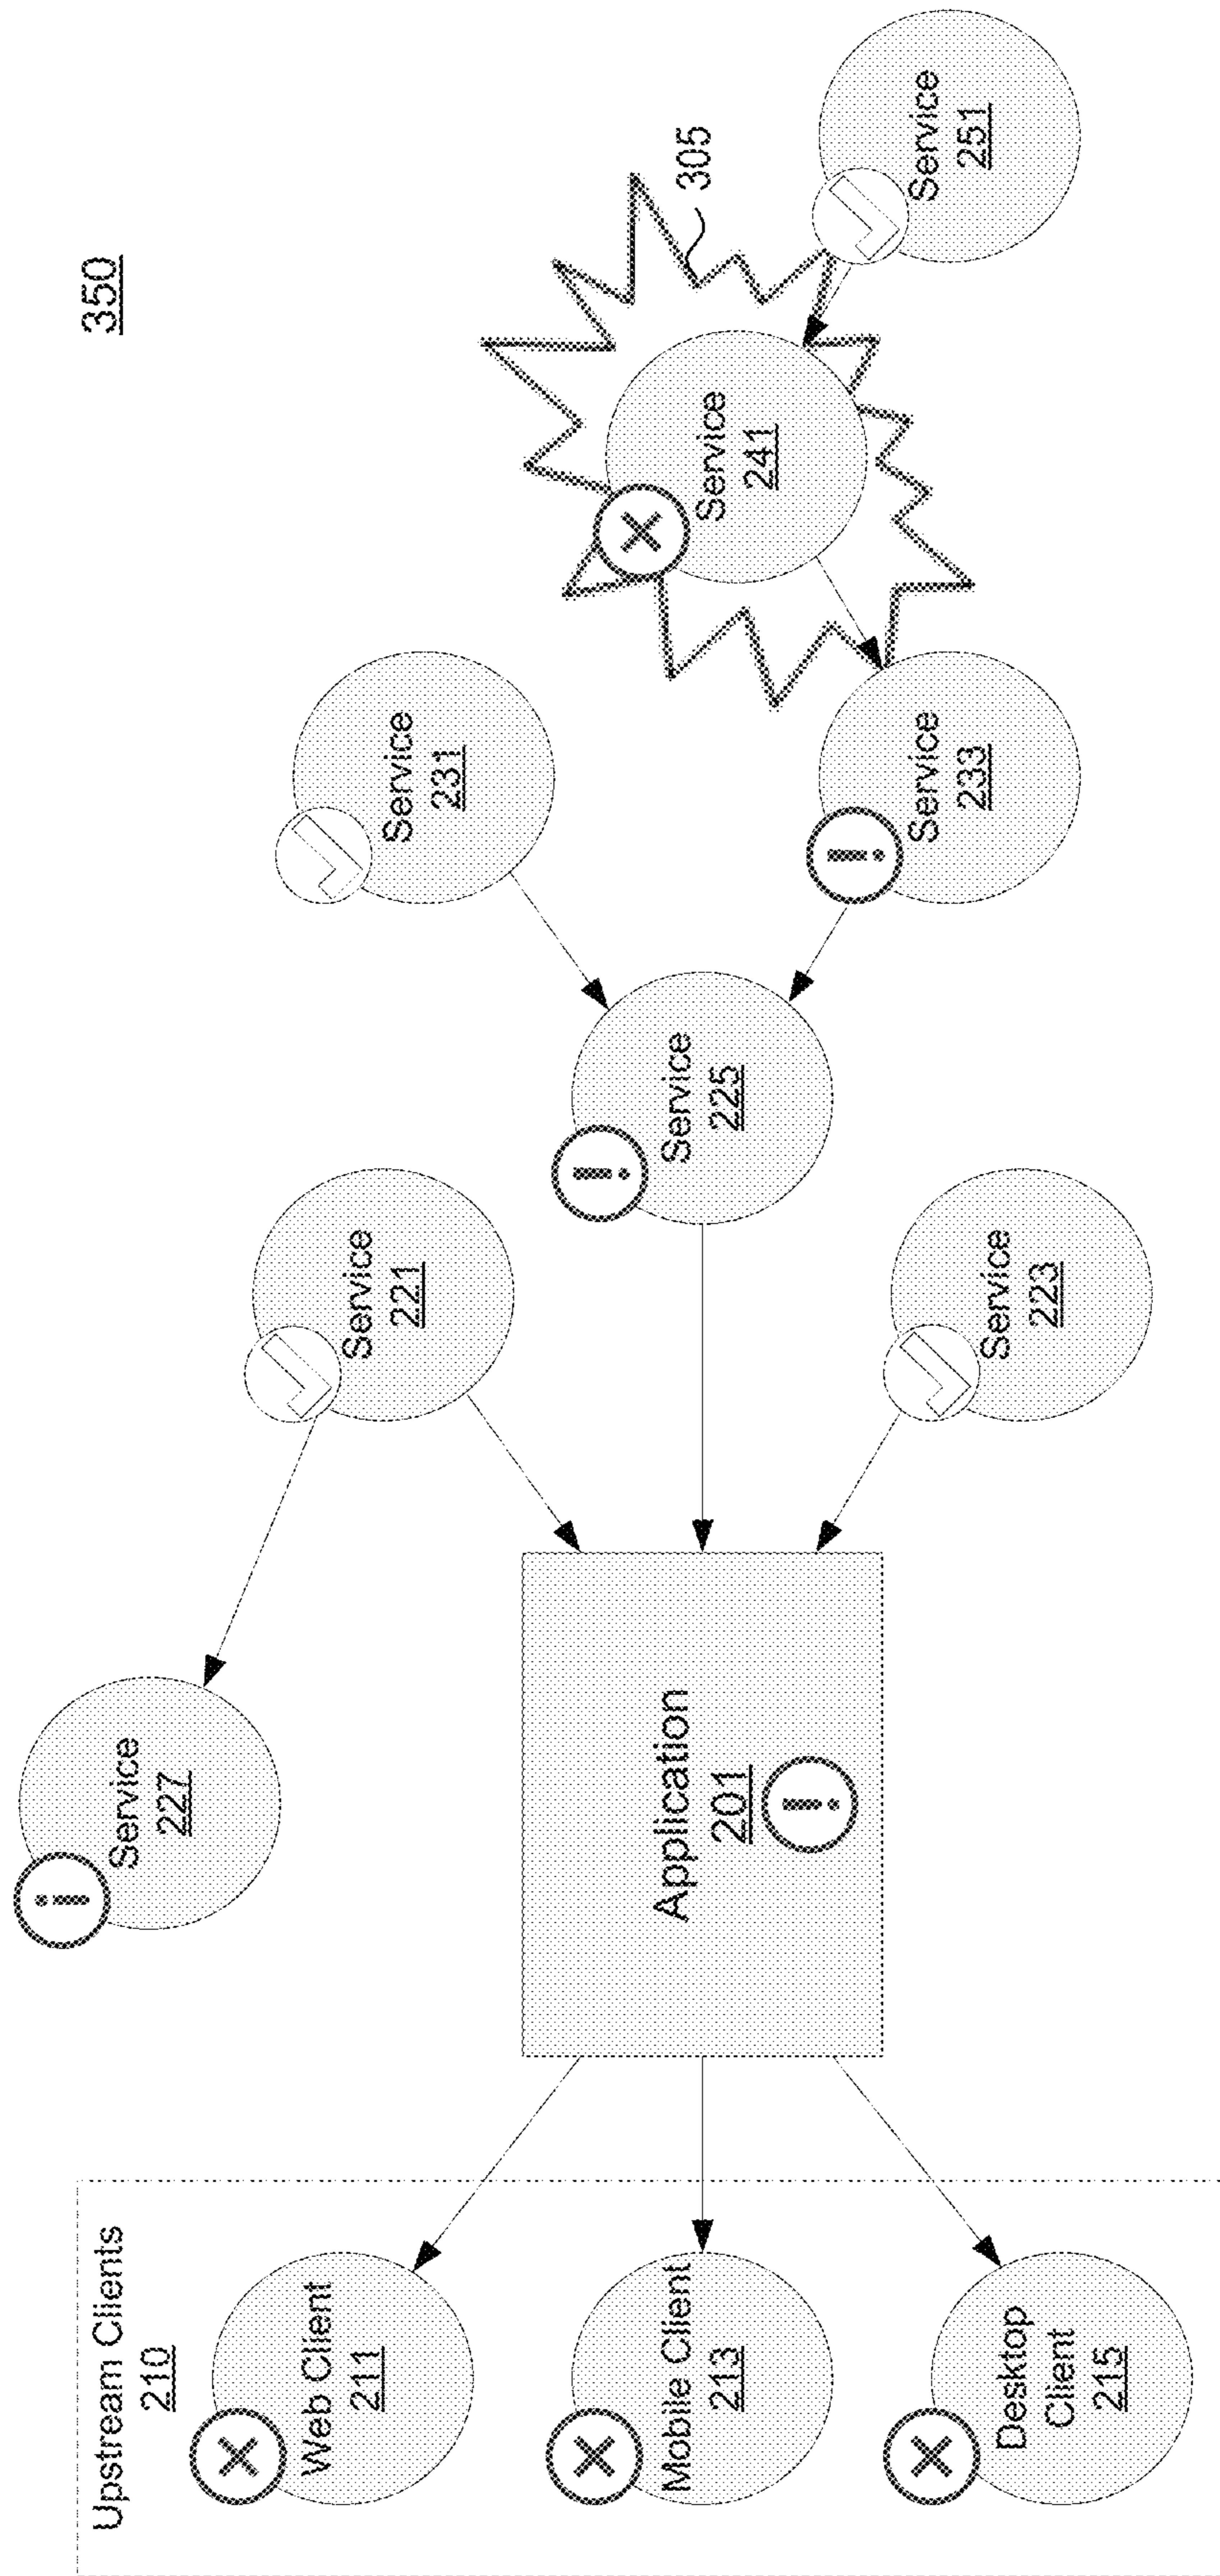 350
Upstream Clients
210
Web Client
211
Mobile Client
213
Desktop
Client
215
Service
227
Application
201
Service
221
Service
223
Service
225
Service
231
Service
233
Service
241
305
Service
251